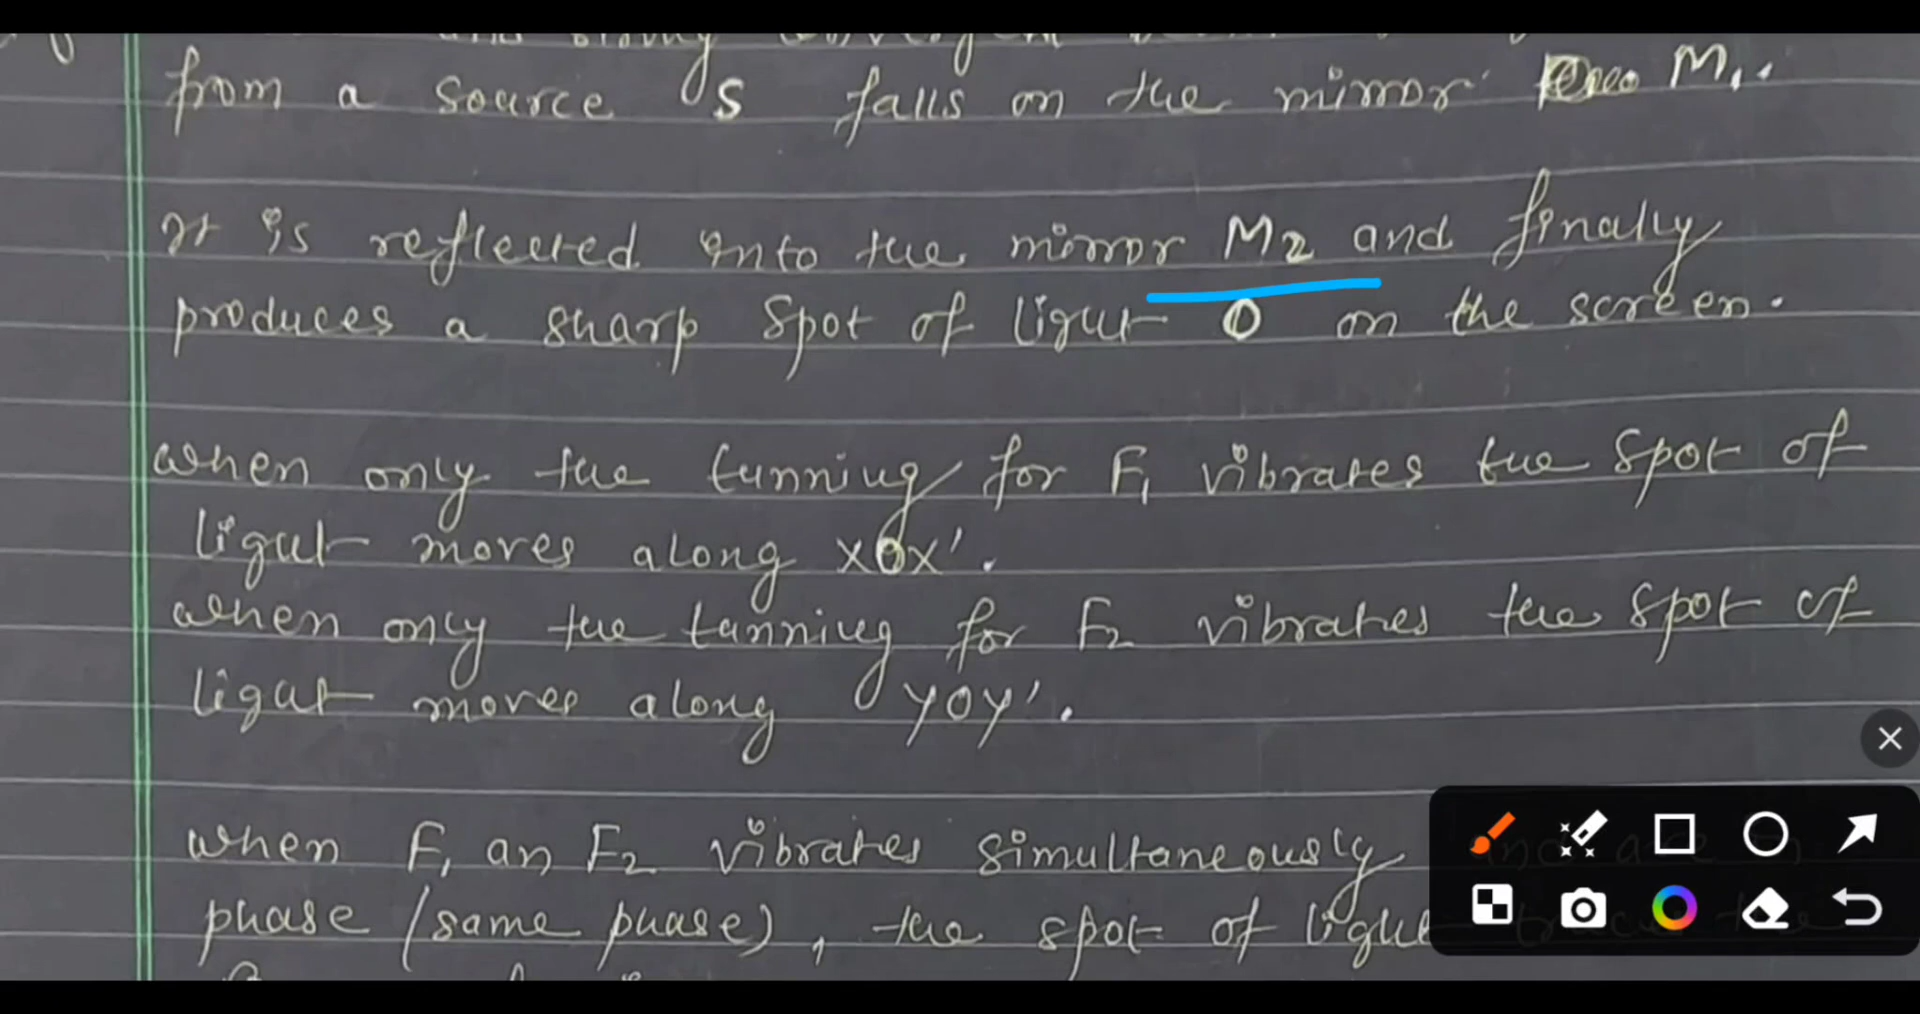 from a source S falls on the mirror M1.
It is reflected into the mirror M2 and finally
produces a sharp spot of light O on the screen.
when only the tunning for F1 vibrates the spot of
light moves along XOX'.
when only the tunning for F2 vibrates the spot of
light moves along YOY'.
when F1 an F2 vibrates simultaneously
phase (same phase), the spot of light